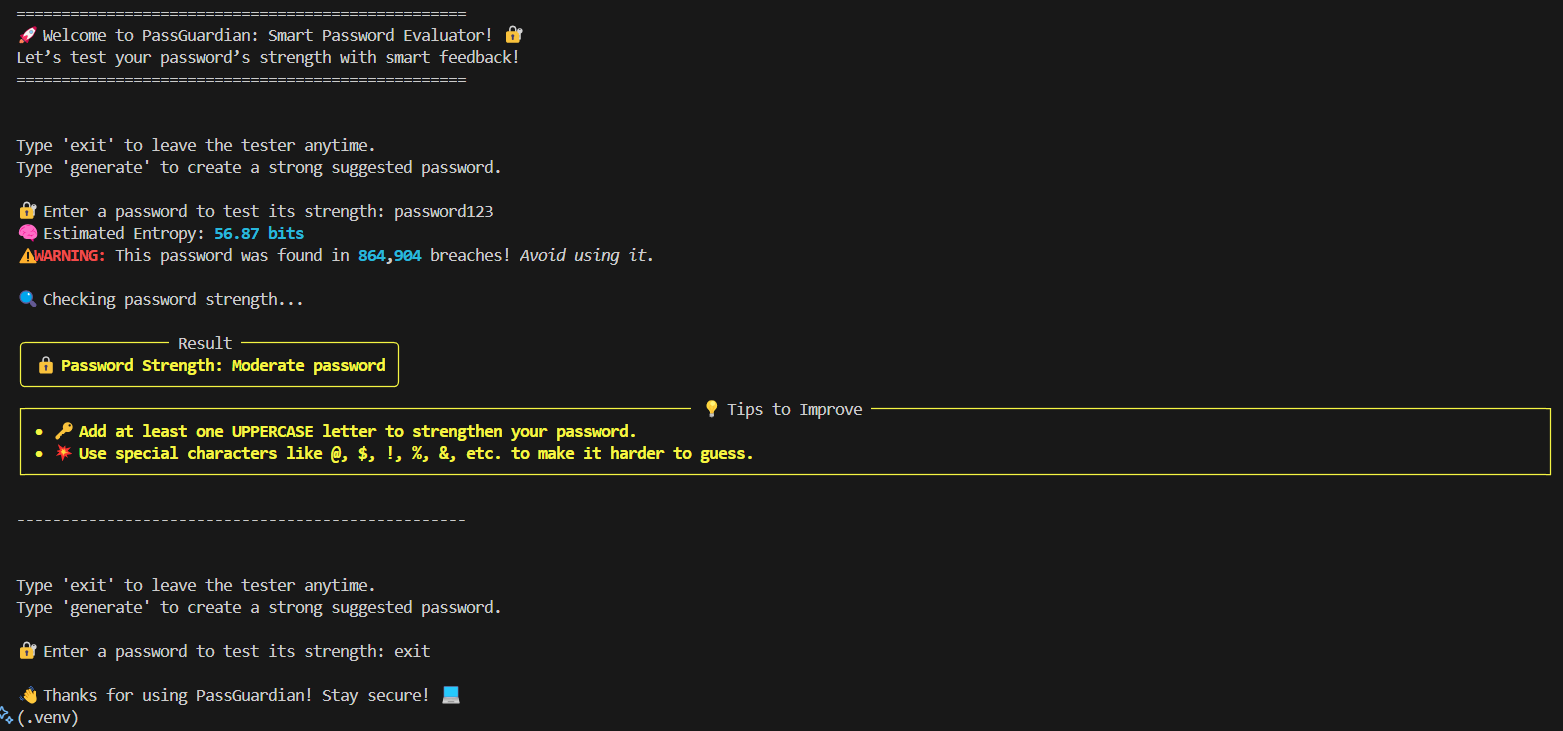 ==================================================
🚀 Welcome to PassGuardian: Smart Password Evaluator! 🔐
Let’s test your password’s strength with smart feedback!
==================================================
Type 'exit' to leave the tester anytime.
Type 'generate' to create a strong suggested password.
🔐 Enter a password to test its strength: password123
🧠 Estimated Entropy: 56.87 bits
⚠️WARNING: This password was found in 864,904 breaches! Avoid using it.
🔍 Checking password strength...
Result
🔒 Password Strength: Moderate password
💡 Tips to Improve
• 🔑 Add at least one UPPERCASE letter to strengthen your password.
• 💥 Use special characters like @, $, !, %, &, etc. to make it harder to guess.
--------------------------------------------------
Type 'exit' to leave the tester anytime.
Type 'generate' to create a strong suggested password.
🔐 Enter a password to test its strength: exit
👋 Thanks for using PassGuardian! Stay secure! 💻
(.venv)